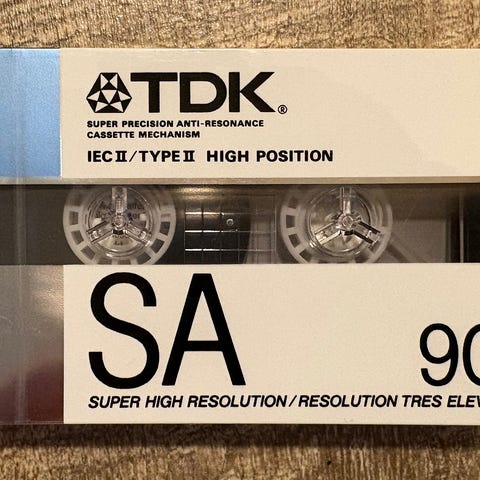 TDK®
SUPER PRECISION ANTI-RESONANCE
CASSETTE MECHANISM
IEC II/TYPE II HIGH POSITION
SA
90
SUPER HIGH RESOLUTION/RESOLUTION TRES ELEV